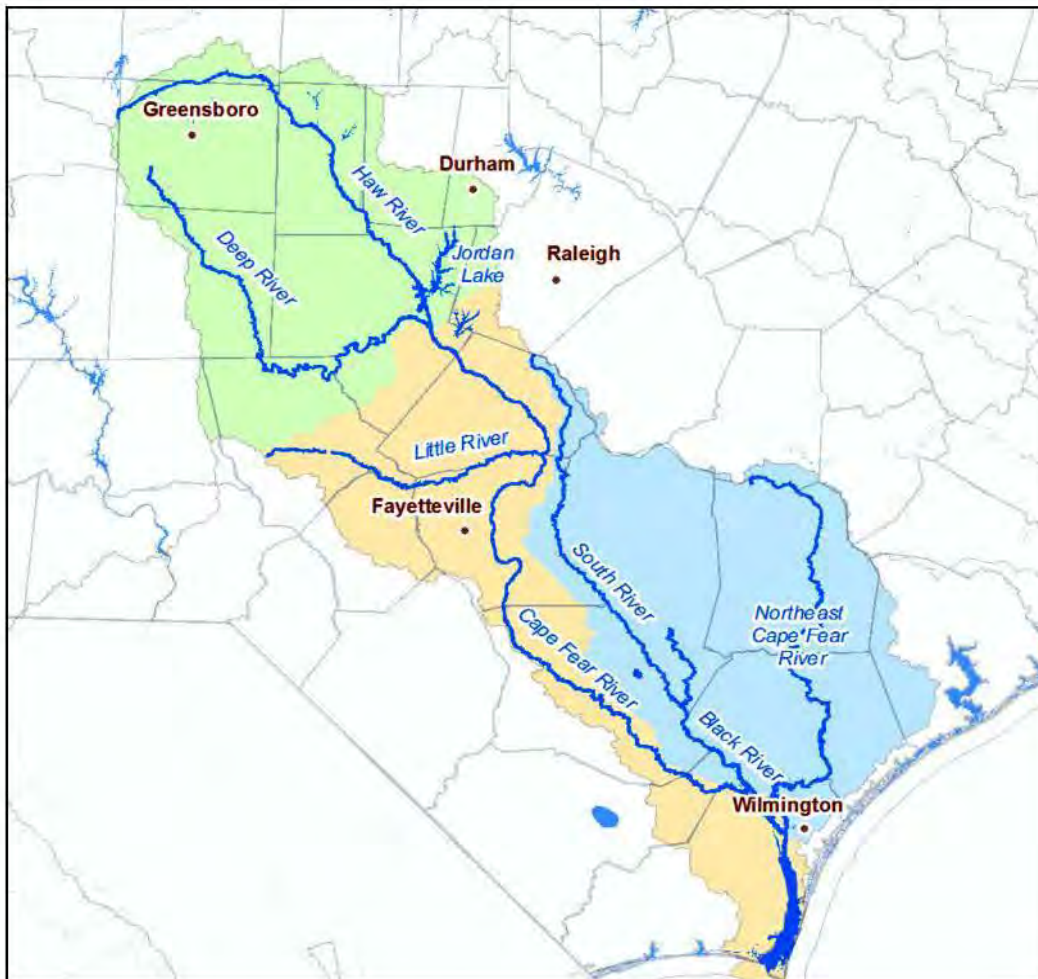 Greensboro
Durham
Haw River
Deep River
Jordan
Lake
Raleigh
Little River
Fayetteville
South River
Northeast
Cape Fear
River
Cape Fear River
Black River
Wilmington